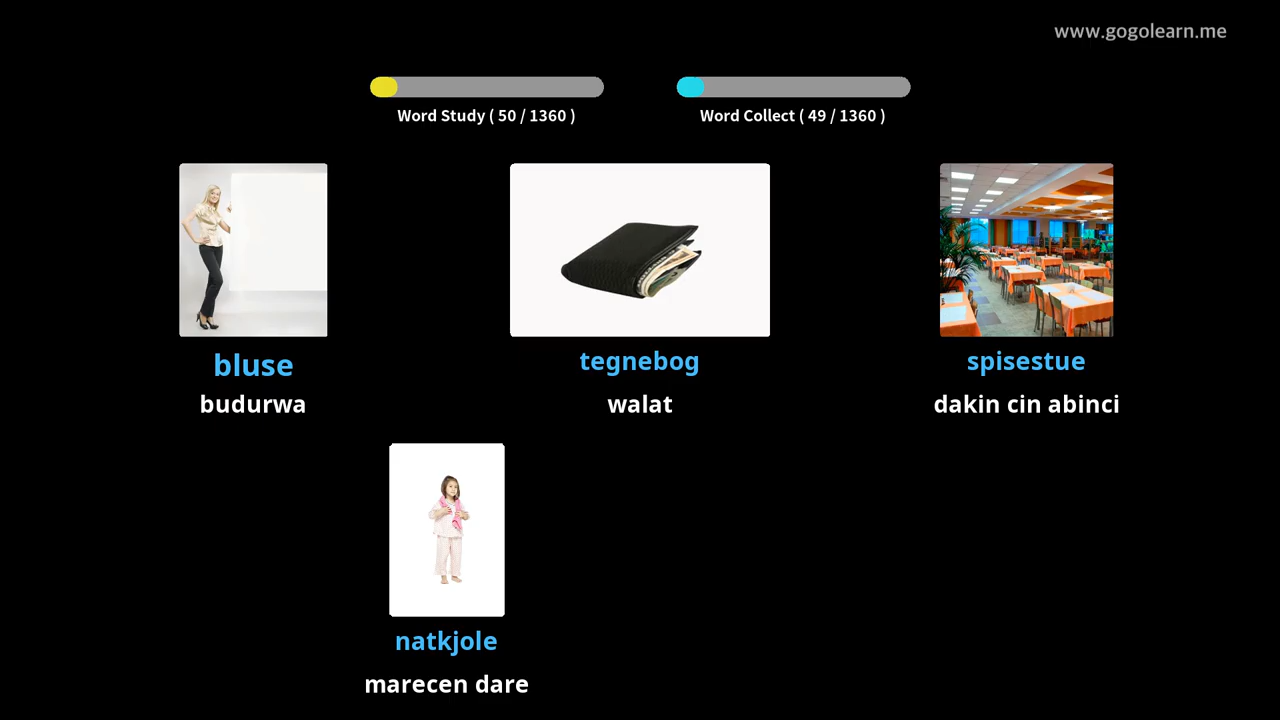 www.gogolearn.me
Word Study ( 50 / 1360 )
Word Collect ( 49 / 1360 )
bluse
budurwa
tegnebog
walat
spisestue
dakin cin abinci
natkjole
marecen dare